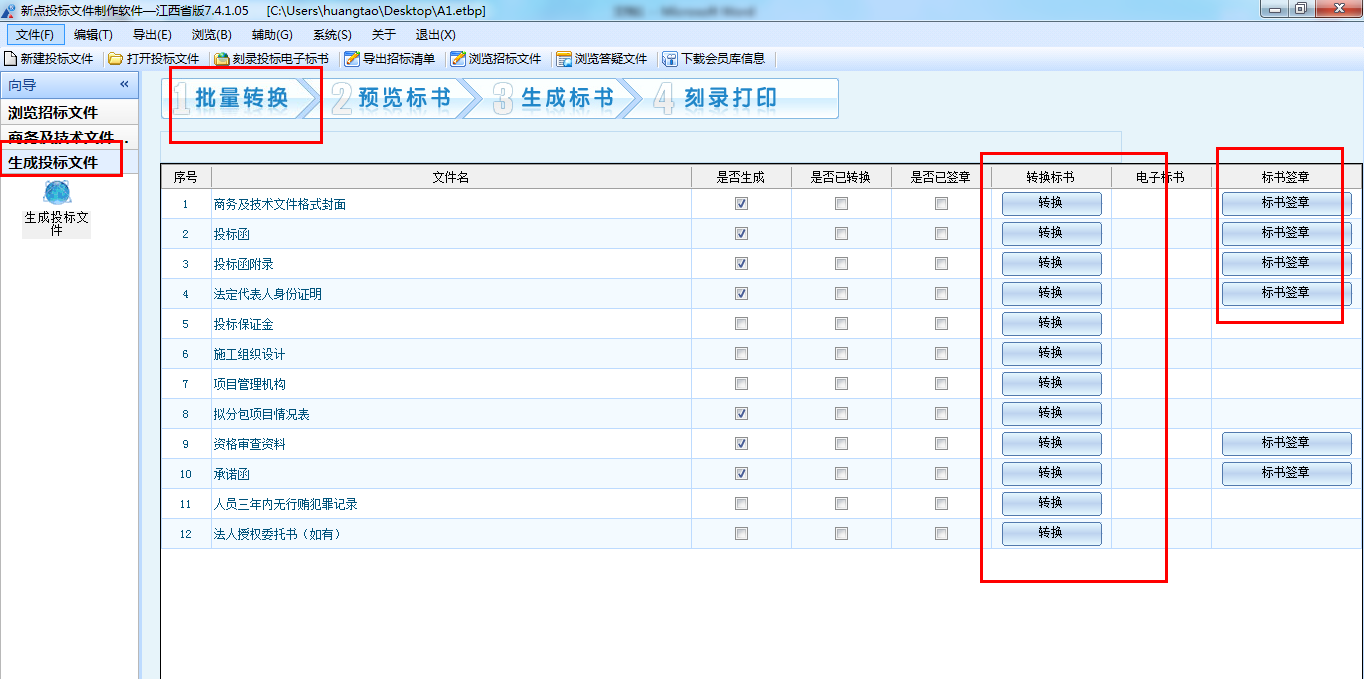 新点投标文件制作软件—江西省版7.4.1.05 [C:\Users\huangtao\Desktop\A1.etbp]
文件(F) 编辑(T) 导出(E) 浏览(B) 辅助(G) 系统(S) 关于 退出(X)
新建投标文件 打开投标文件 刻录投标电子标书 导出招标清单 浏览招标文件 浏览答疑文件 下载会员库信息
向导 «
浏览招标文件
商务及技术文件 .
生成投标文件
生成投标文
件
1 批量转换 2 预览标书 3 生成标书 4 刻录打印
序号 文件名 是否生成 是否已转换 是否已签章 转换标书 电子标书 标书签章
1 商务及技术文件格式封面 转换 标书签章
2 投标函 转换 标书签章
3 投标函附录 转换 标书签章
4 法定代表人身份证明 转换 标书签章
5 投标保证金 转换
6 施工组织设计 转换
7 项目管理机构 转换
8 拟分包项目情况表 转换
9 资格审查资料 转换 标书签章
10 承诺函 转换 标书签章
11 人员三年内无行贿犯罪记录 转换
12 法人授权委托书（如有） 转换